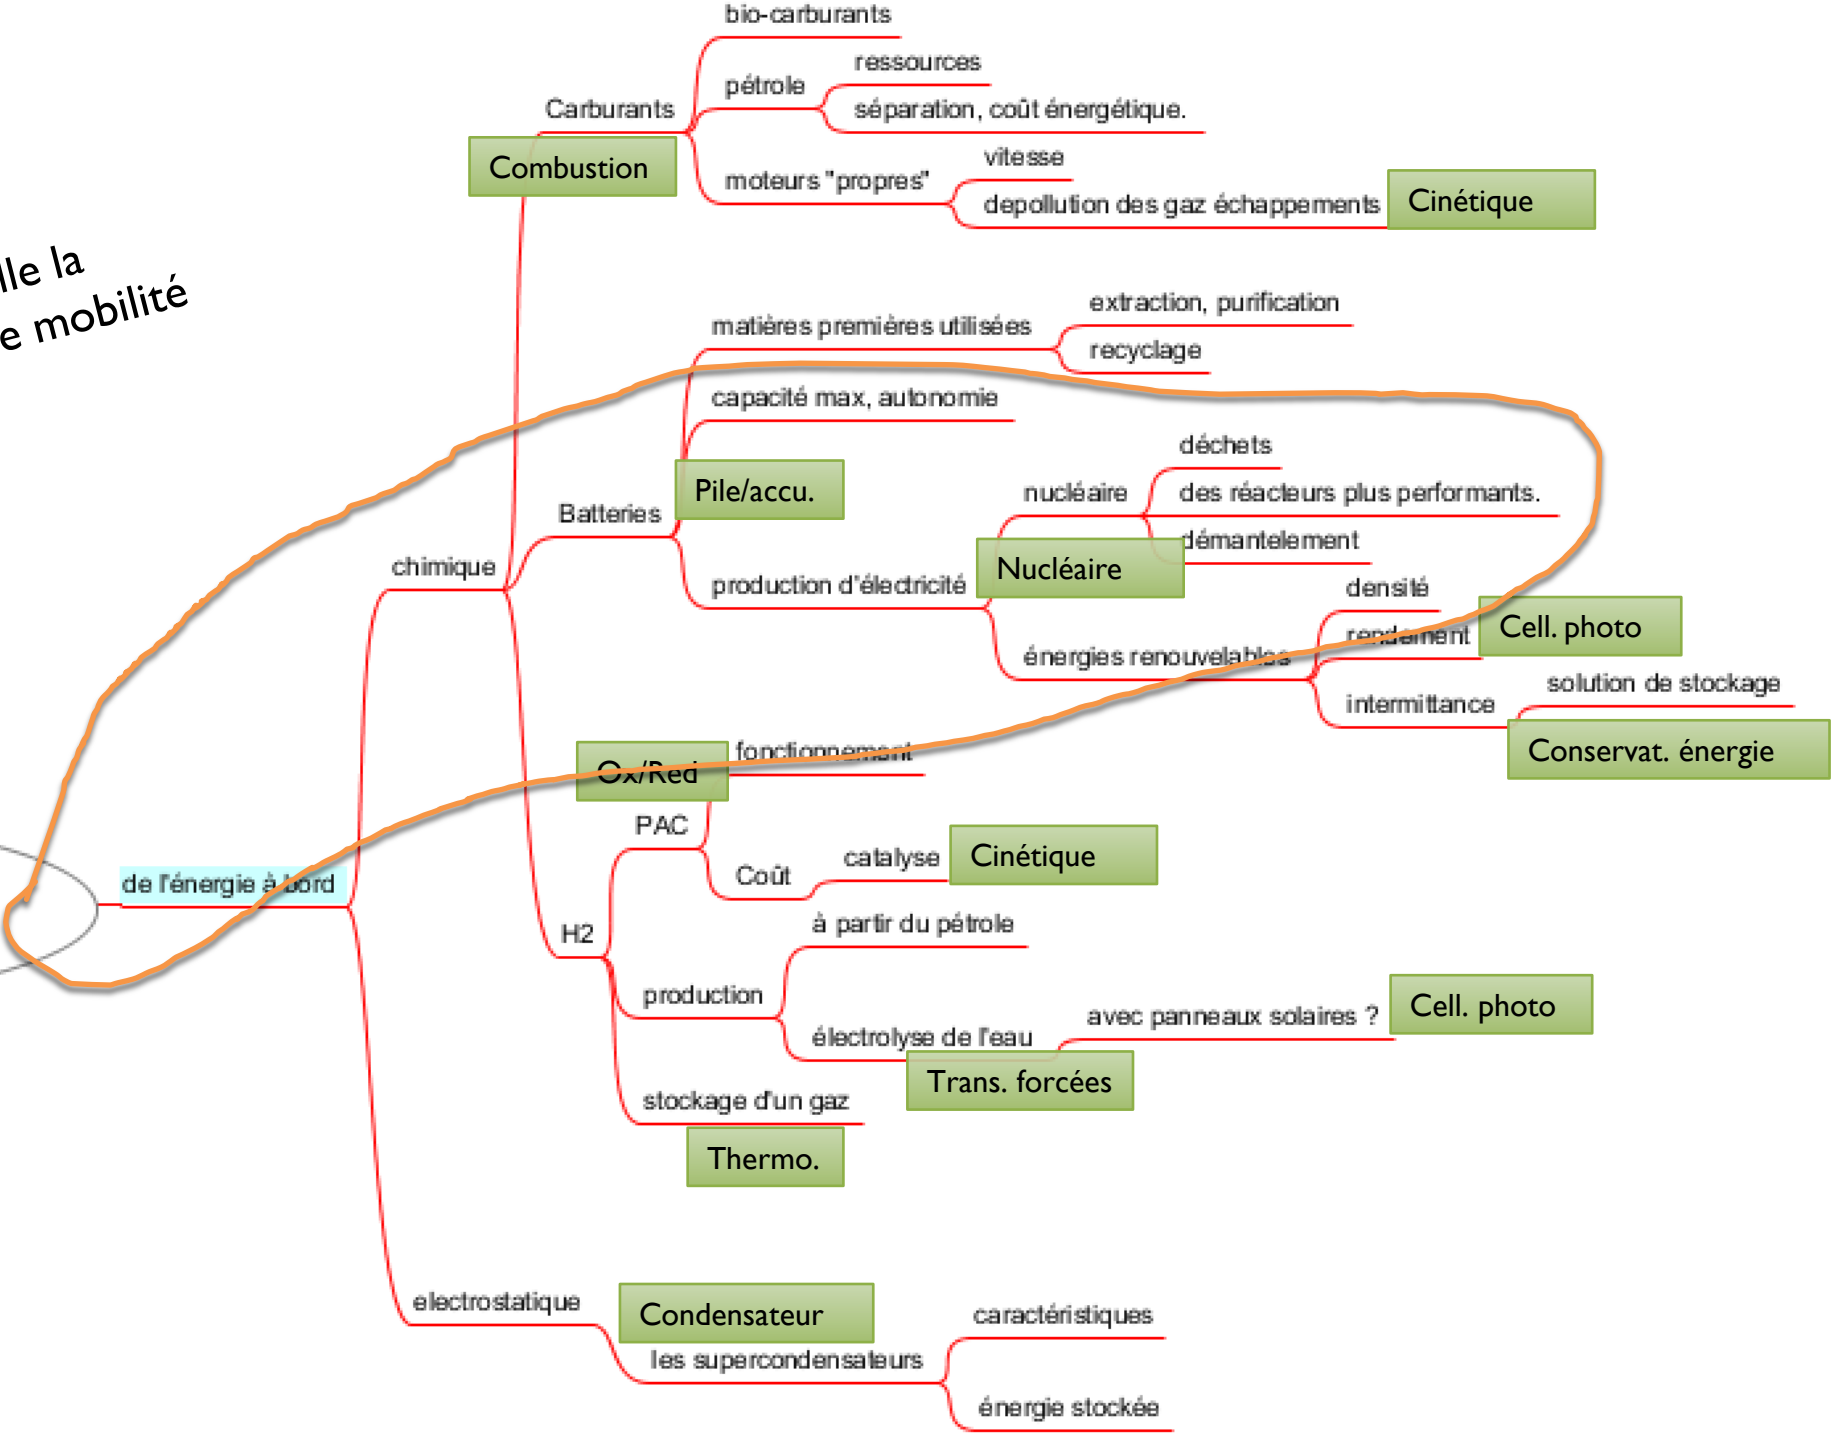 bio-carburants
ressources
pétrole
séparation, coût énergétique.
Carburants
Combustion
vitesse
moteurs "propres"
depollution des gaz échappements
Cinétique
lle la
e mobilité
extraction, purification
matières premières utilisées
recyclage
capacité max, autonomie
déchets
Pile/accu.
nucléaire
des réacteurs plus performants.
Batteries
démantelement
chimique
Nucléaire
production d'électricité
densité
rendement
Cell. photo
énergies renouvelables
solution de stockage
intermittance
Conservat. énergie
fonctionnement
Ox/Red
PAC
catalyse
Cinétique
Coût
de l'énergie à bord
à partir du pétrole
H2
production
avec panneaux solaires ?
Cell. photo
électrolyse de l'eau
Trans. forcées
stockage d'un gaz
Thermo.
electrostatique
Condensateur
caractéristiques
les supercondensateurs
énergie stockée